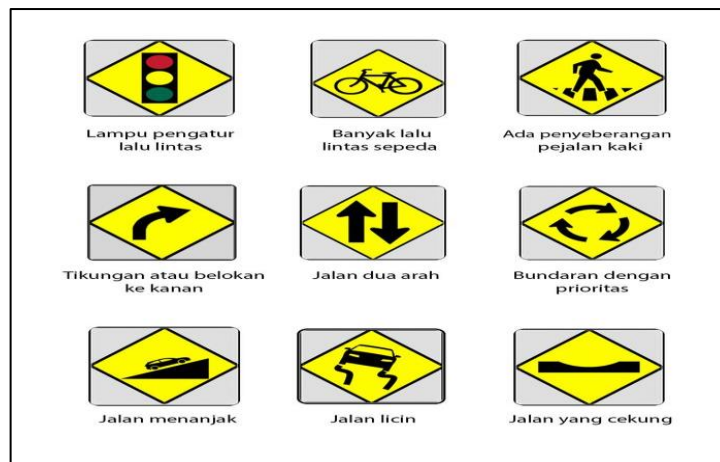 Lampu pengatur
lalu lintas
Banyak lalu
lintas sepeda
Ada penyeberangan
pejalan kaki
Tikungan atau belokan
ke kanan
Jalan dua arah
Bundaran dengan
prioritas
Jalan menanjak
Jalan licin
Jalan yang cekung